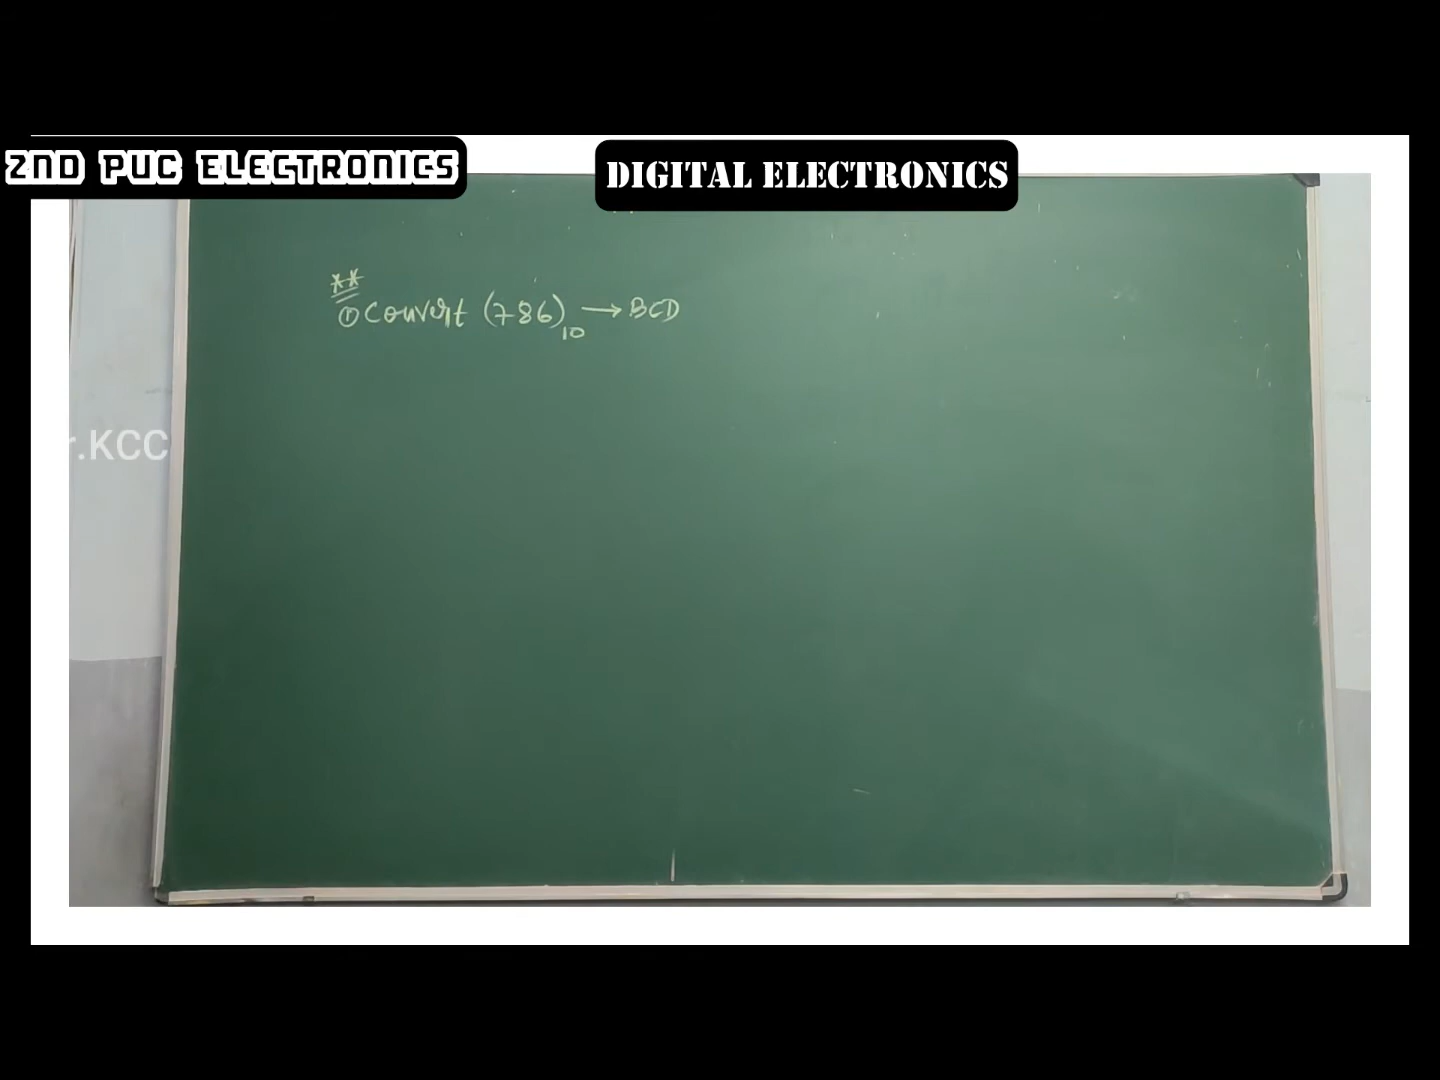 2ND PUC ELECTRONICS
DIGITAL ELECTRONICS
**
① Convert (786)₁₀ → BCD
r.KCC